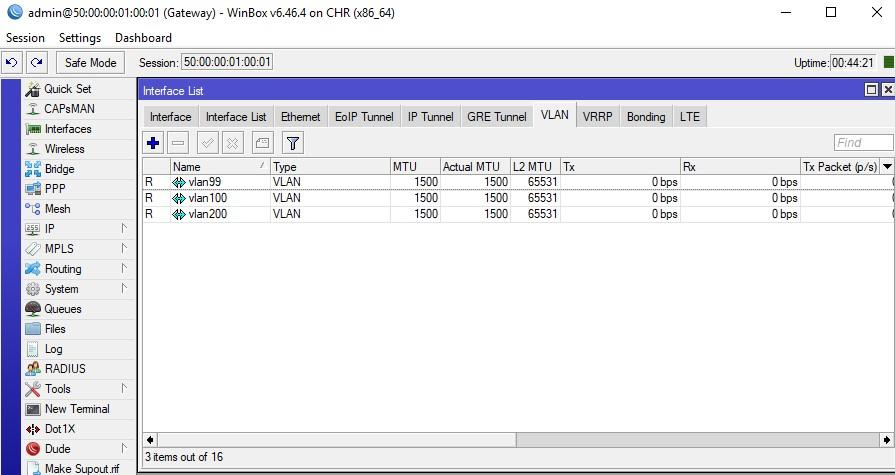 admin@50:00:00:01:00:01 (Gateway) - WinBox v6.46.4 on CHR (x86_64)
Session Settings Dashboard
Safe Mode Session: 50:00:00:01:00:01 Uptime: 00:44:21
Quick Set
CAPsMAN
Interfaces
Wireless
Bridge
PPP
Mesh
IP
MPLS
Routing
System
Queues
Files
Log
RADIUS
Tools
New Terminal
Dot1X
Dude
Make Supout.rif
Interface List
Interface Interface List Ethernet EoIP Tunnel IP Tunnel GRE Tunnel VLAN VRRP Bonding LTE
Find
Name Type MTU Actual MTU L2 MTU Tx Rx Tx Packet (p/s)
R vlan99 VLAN 1500 1500 65531 0 bps 0 bps
R vlan100 VLAN 1500 1500 65531 0 bps 0 bps
R vlan200 VLAN 1500 1500 65531 0 bps 0 bps
3 items out of 16